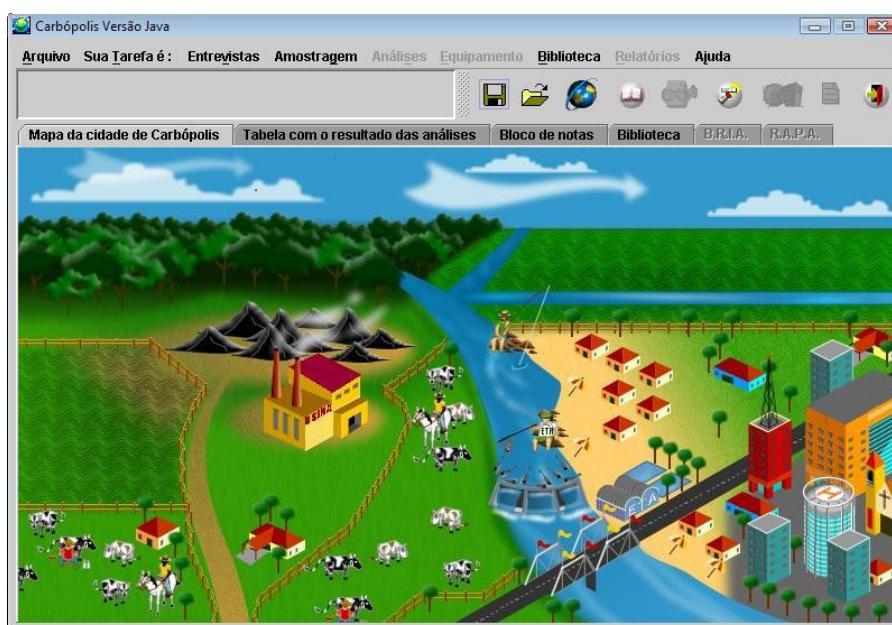 Carbópolis Versão Java
Arquivo Sua Tarefa é : Entrevistas Amostragem Análises Equipamento Biblioteca Relatórios Ajuda
Mapa da cidade de Carbópolis Tabela com o resultado das análises Bloco de notas Biblioteca B.R.I.A. R.A.P.A.
USINA
ETH
ETA
H